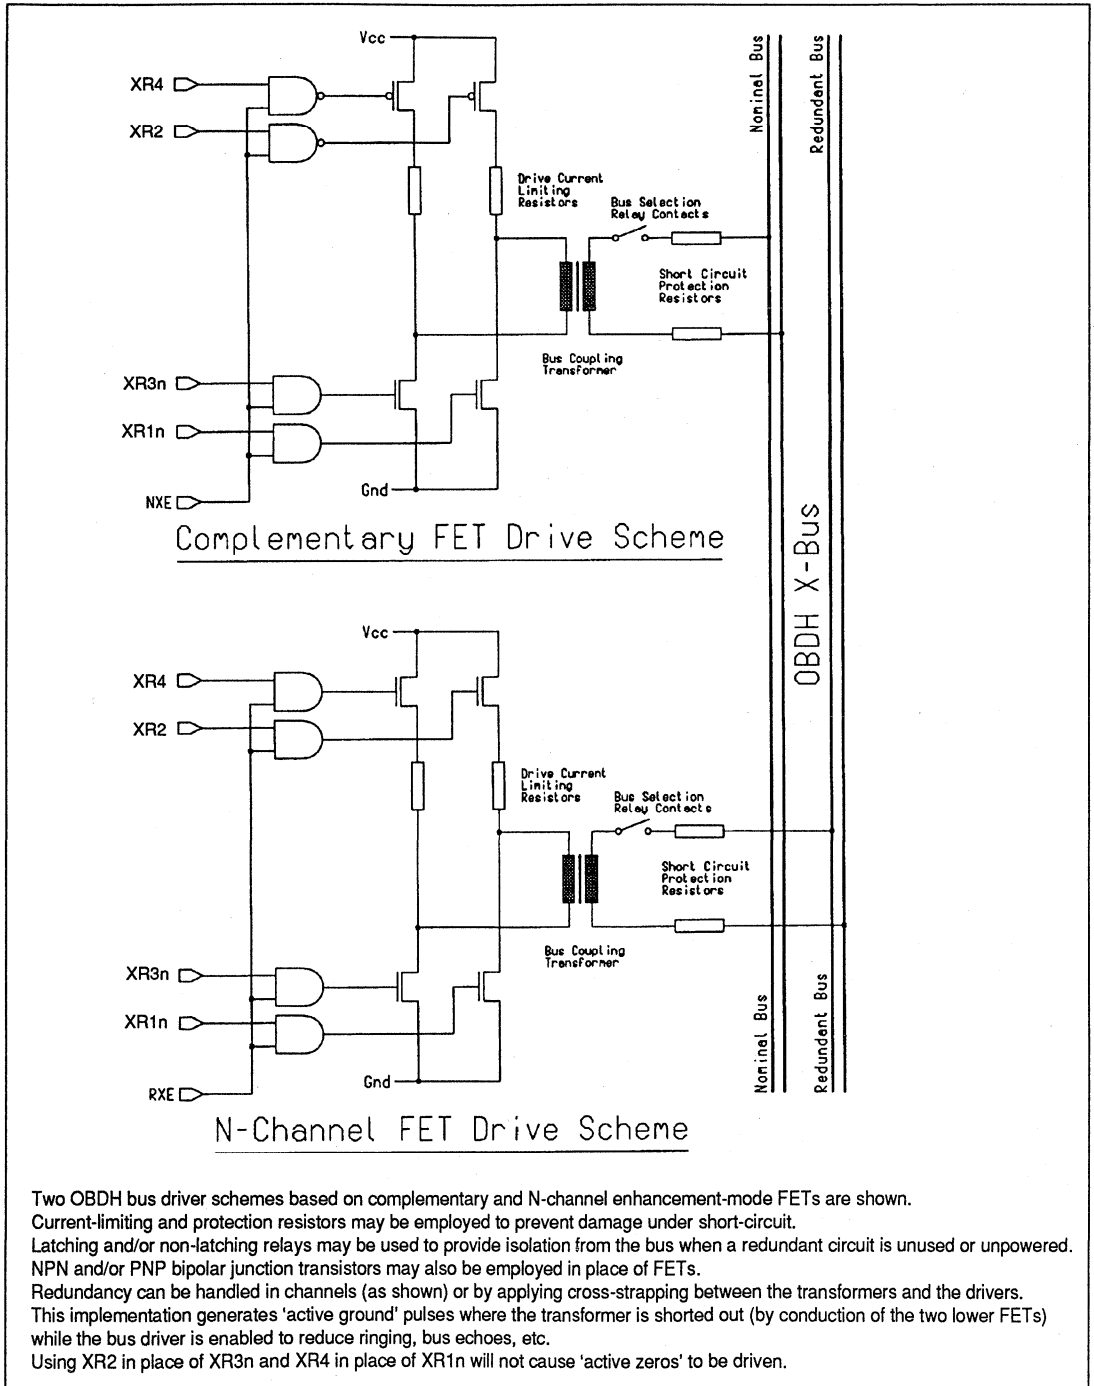 Vcc
Nominal Bus
Redundant Bus
XR4
XR2
Drive Current
Limiting
Resistors
Bus Selection
Relay Contacts
Short Circuit
Protection
Resistors
Bus Coupling
Transformer
XR3n
XR1n
Gnd
NXE
Complementary FET Drive Scheme
OBDH X-Bus
Vcc
XR4
XR2
Drive Current
Limiting
Resistors
Bus Selection
Relay Contacts
Short Circuit
Protection
Resistors
Bus Coupling
Transformer
XR3n
XR1n
Gnd
RXE
Nominal Bus
Redundant Bus
N-Channel FET Drive Scheme
Two OBDH bus driver schemes based on complementary and N-channel enhancement-mode FETs are shown.
Current-limiting and protection resistors may be employed to prevent damage under short-circuit.
Latching and/or non-latching relays may be used to provide isolation from the bus when a redundant circuit is unused or unpowered.
NPN and/or PNP bipolar junction transistors may also be employed in place of FETs.
Redundancy can be handled in channels (as shown) or by applying cross-strapping between the transformers and the drivers.
This implementation generates 'active ground' pulses where the transformer is shorted out (by conduction of the two lower FETs)
while the bus driver is enabled to reduce ringing, bus echoes, etc.
Using XR2 in place of XR3n and XR4 in place of XR1n will not cause 'active zeros' to be driven.